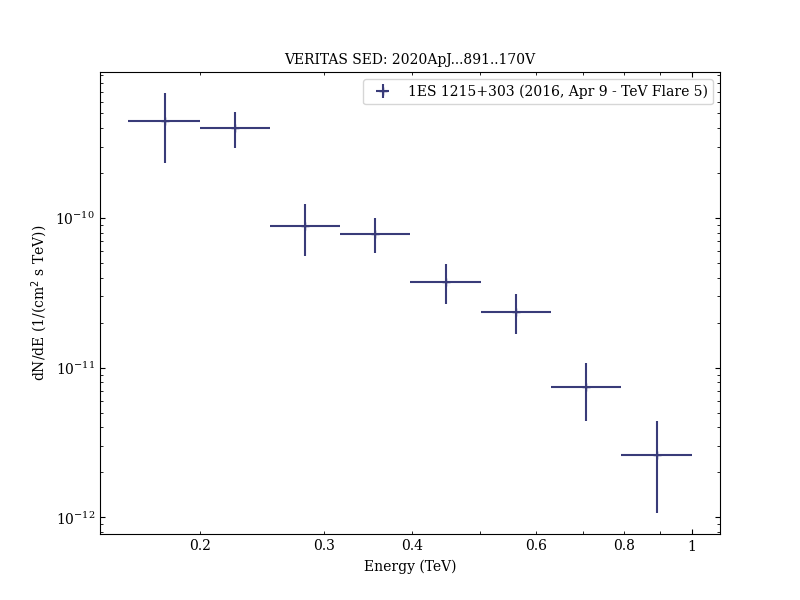 VERITAS SED: 2020ApJ...891..170V
1ES 1215+303 (2016, Apr 9 - TeV Flare 5)
dN/dE (1/(cm² s TeV))
10⁻¹⁰
10⁻¹¹
10⁻¹²
0.2 0.3 0.4 0.6 0.8 1
Energy (TeV)